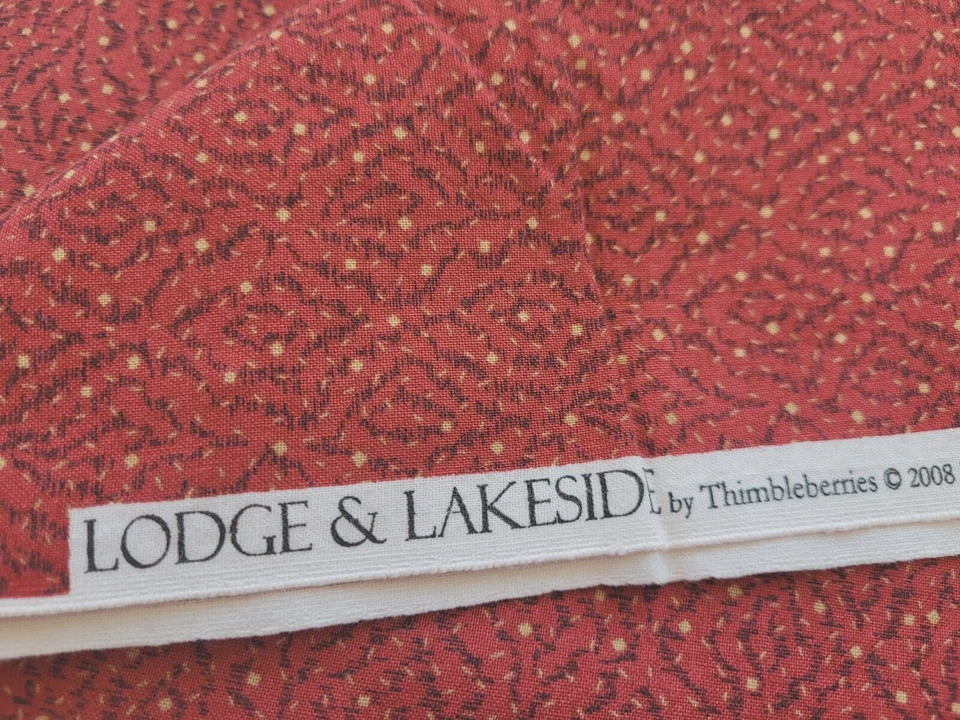 LODGE & LAKESIDE by Thimbleberries © 2008